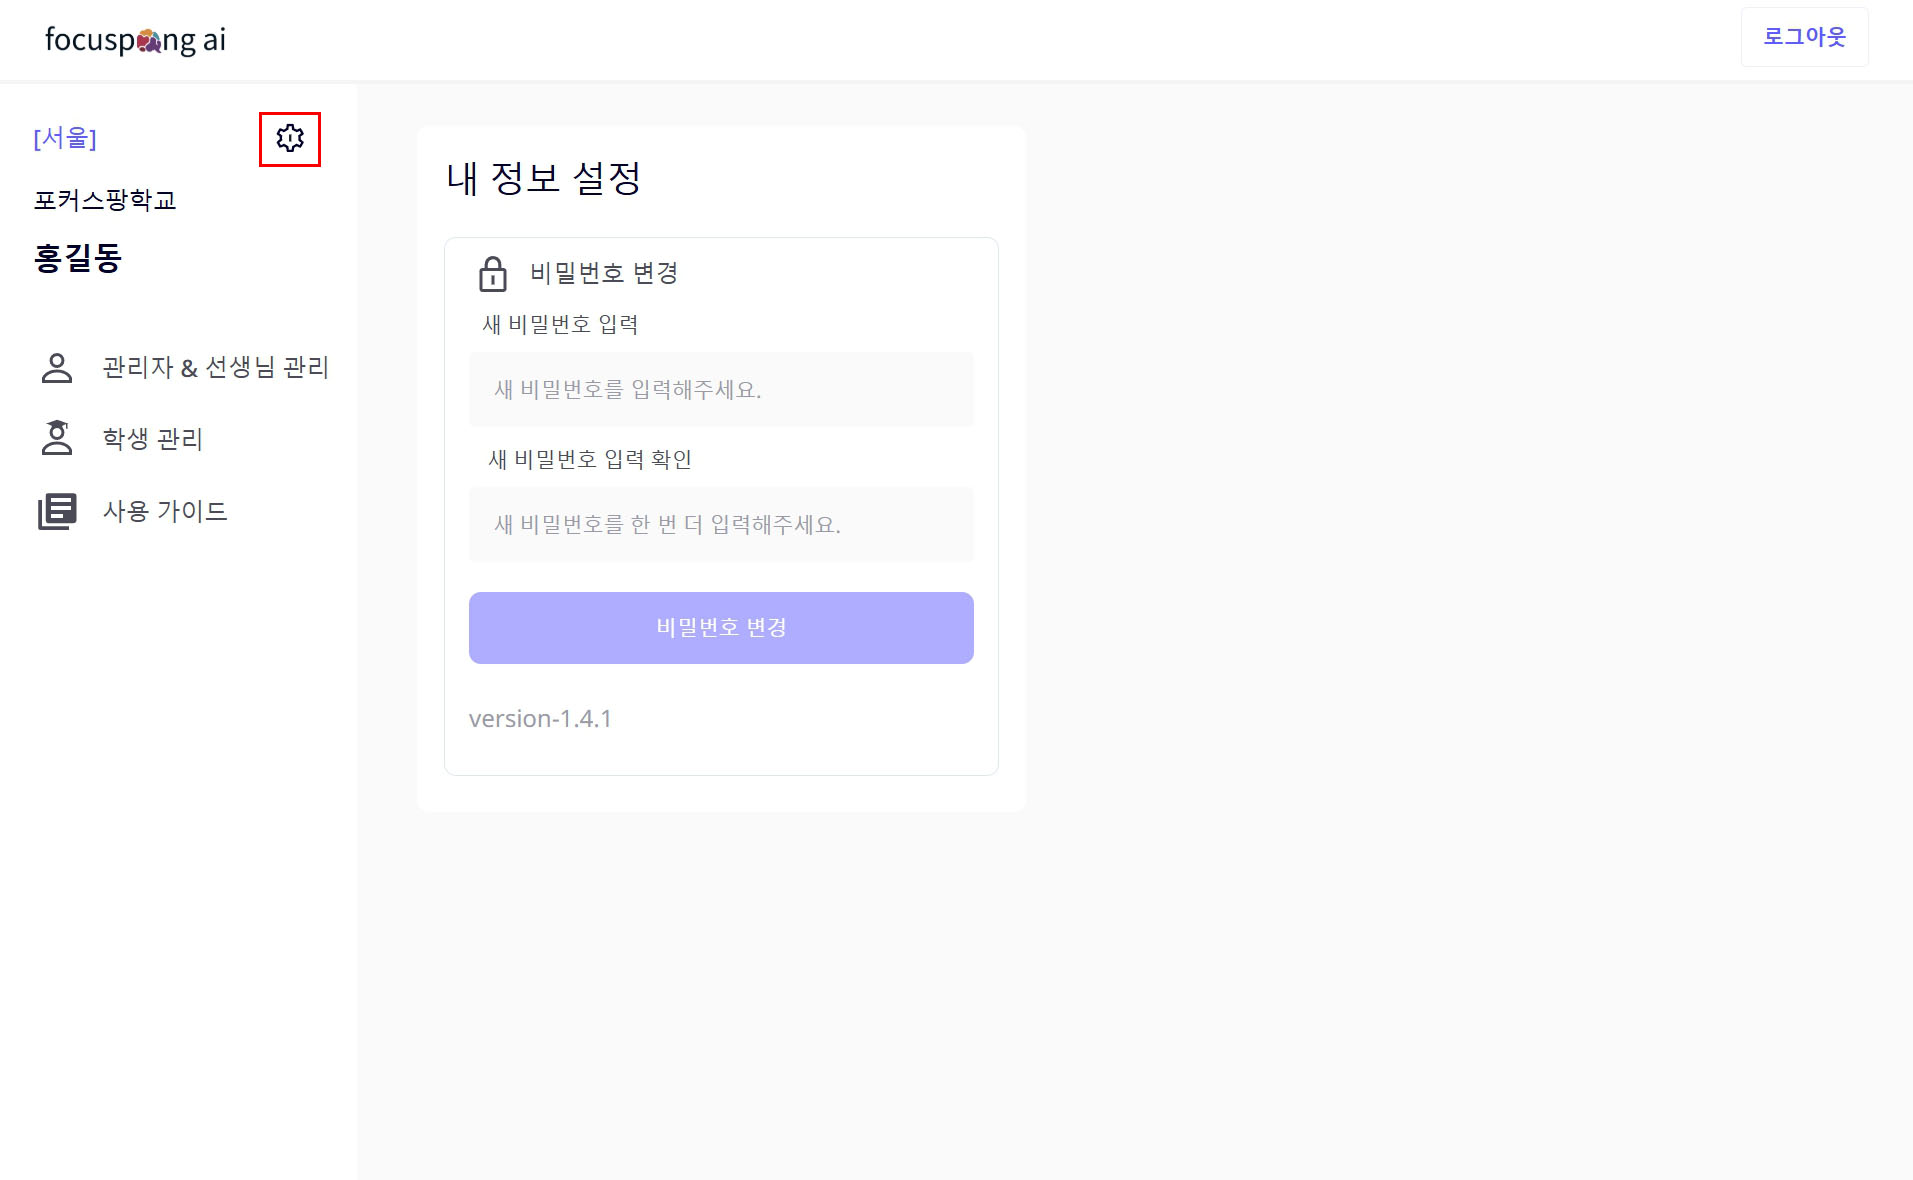 focuspang ai
로그아웃
[서울]
포커스팡학교
홍길동
관리자 & 선생님 관리
학생 관리
사용 가이드
내 정보 설정
비밀번호 변경
새 비밀번호 입력
새 비밀번호를 입력해주세요.
새 비밀번호 입력 확인
새 비밀번호를 한 번 더 입력해주세요.
비밀번호 변경
version-1.4.1